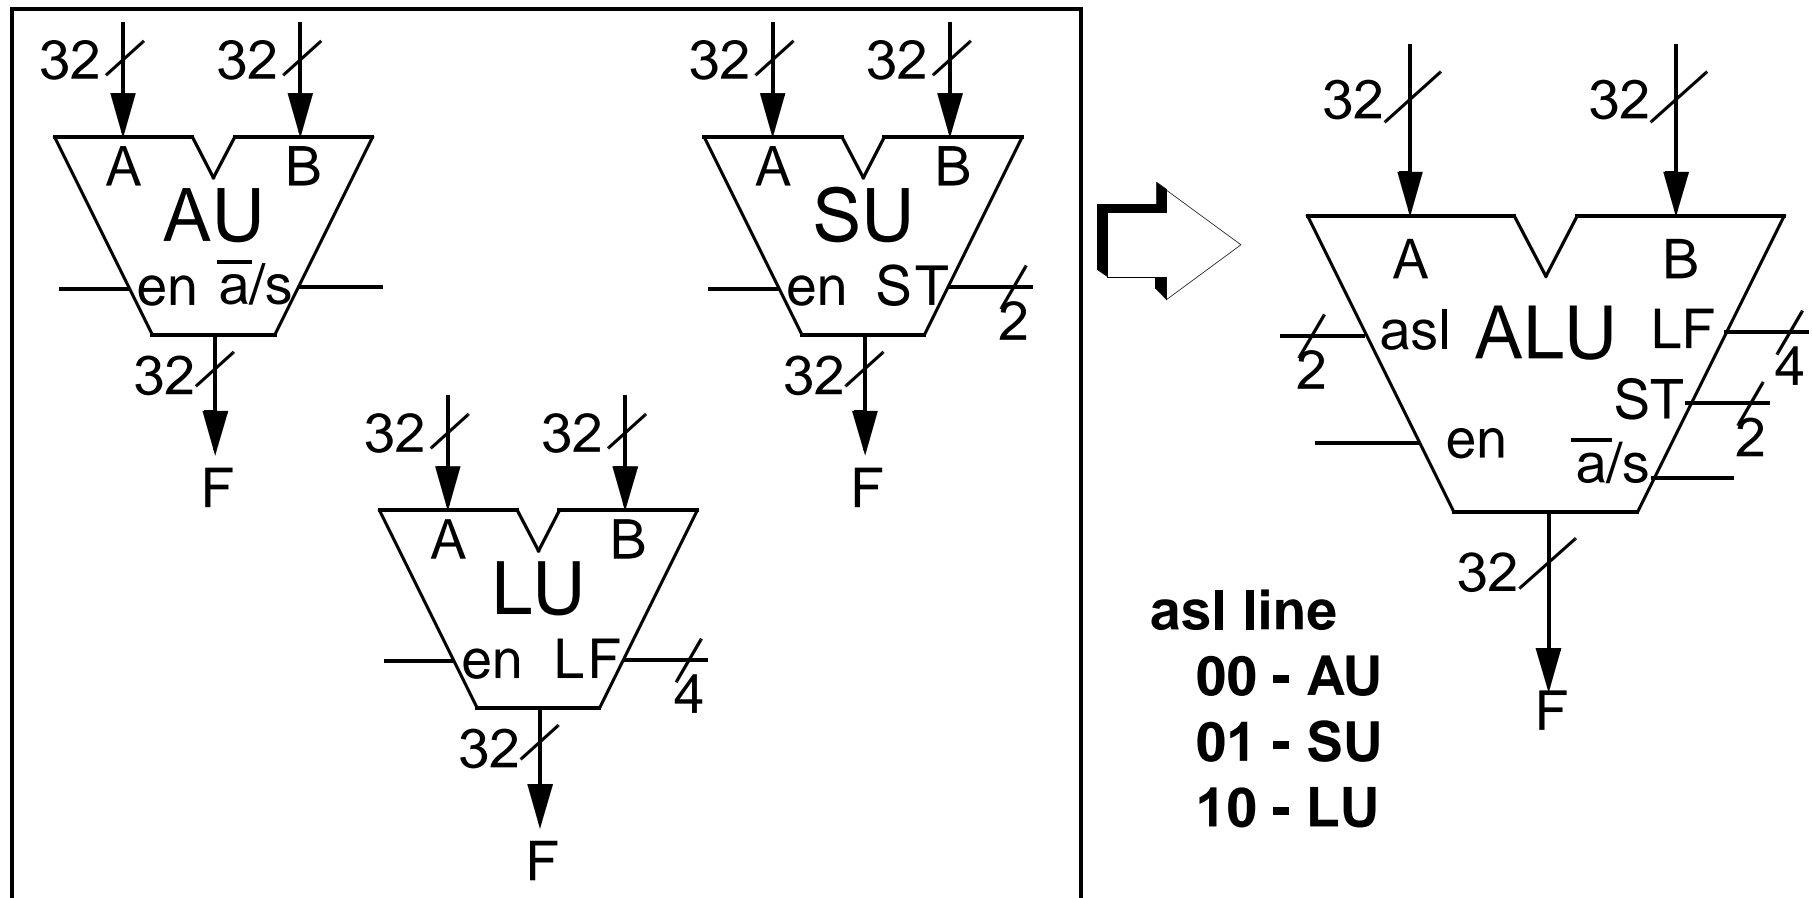 32 32
A B
AU
en a̅/s
32
F
32 32
A B
SU
en ST
2
32
F
32 32
A B
LU
en LF
4
32
F
32 32
A B
asl ALU LF
2 4
ST
2
en a̅/s
32
F
asl line
00 - AU
01 - SU
10 - LU